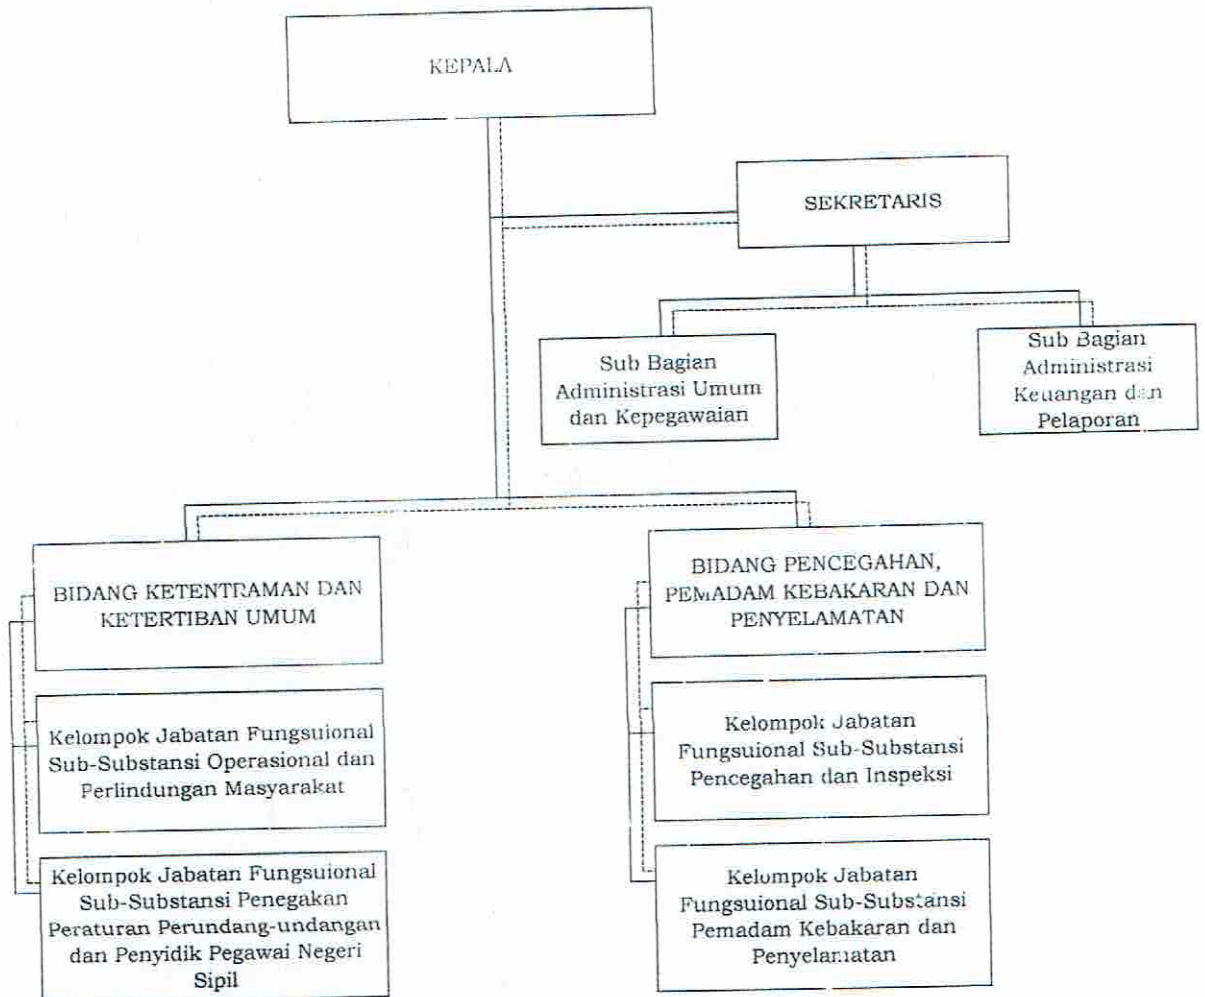 KEPALA
SEKRETARIS
Sub Bagian
Administrasi Umum
dan Kepegawaian
Sub Bagian
Administrasi
Keuangan dan
Pelaporan
BIDANG KETENTRAMAN DAN
KETERTIBAN UMUM
Kelompok Jabatan Fungsuional
Sub-Substansi Operasional dan
Perlindungan Masyarakat
Kelompok Jabatan Fungsuional
Sub-Substansi Penegakan
Peraturan Perundang-undangan
dan Penyidik Pegawai Negeri
Sipil
BIDANG PENCEGAHAN,
PEMADAM KEBAKARAN DAN
PENYELAMATAN
Kelompok Jabatan
Fungsuional Sub-Substansi
Pencegahan dan Inspeksi
Kelompok Jabatan
Fungsuional Sub-Substansi
Pemadam Kebakaran dan
Penyelamatan